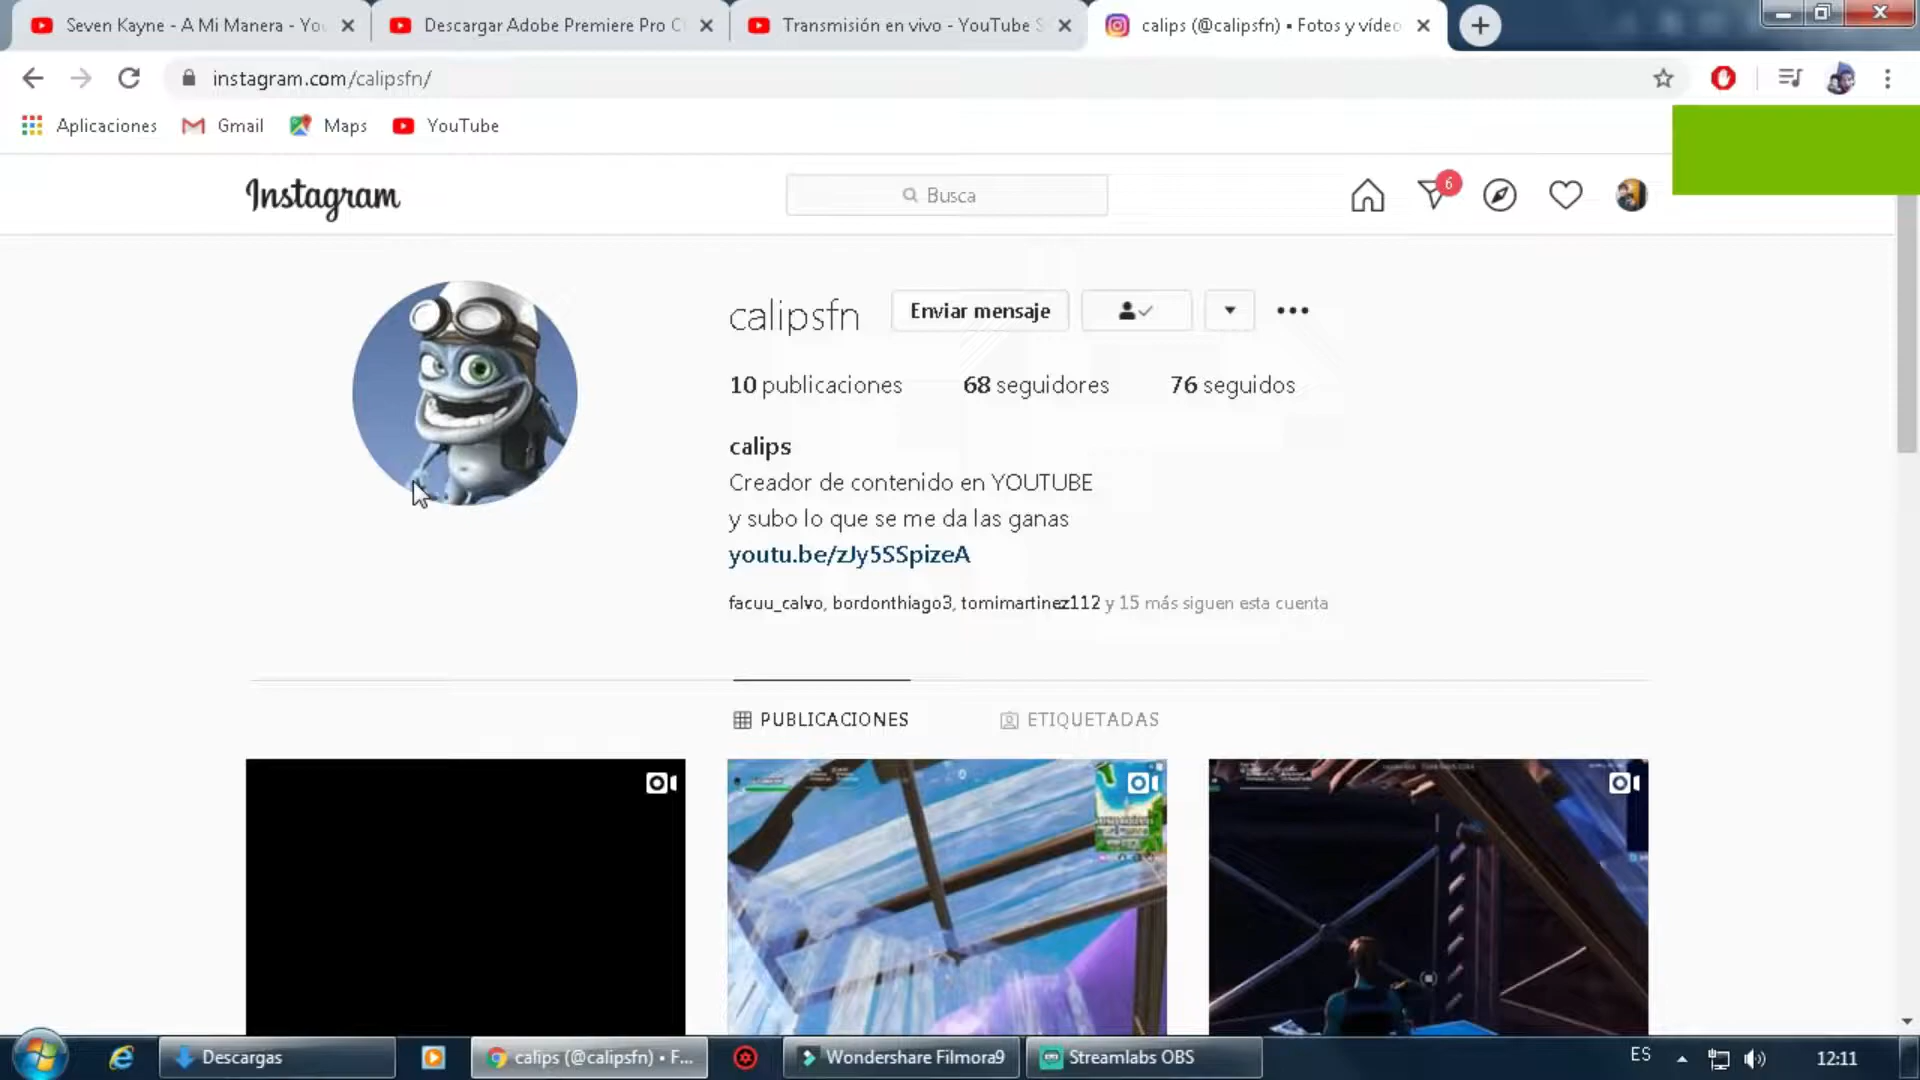 Seven Kayne - A Mi Manera - You
Descargar Adobe Premiere Pro C
Transmisión en vivo - YouTube S
calips (@calipsfn) • Fotos y vídeo
instagram.com/calipsfn/
Aplicaciones
Gmail
Maps
YouTube
Instagram
Busca
6
calipsfn
Enviar mensaje
10 publicaciones
68 seguidores
76 seguidos
calips
Creador de contenido en YOUTUBE
y subo lo que se me da las ganas
youtu.be/zJy5SSpizeA
facuu_calvo, bordonthiago3, tomimartinez112 y 15 más siguen esta cuenta
PUBLICACIONES
ETIQUETADAS
Descargas
calips (@calipsfn) • F...
Wondershare Filmora9
Streamlabs OBS
ES
12:11